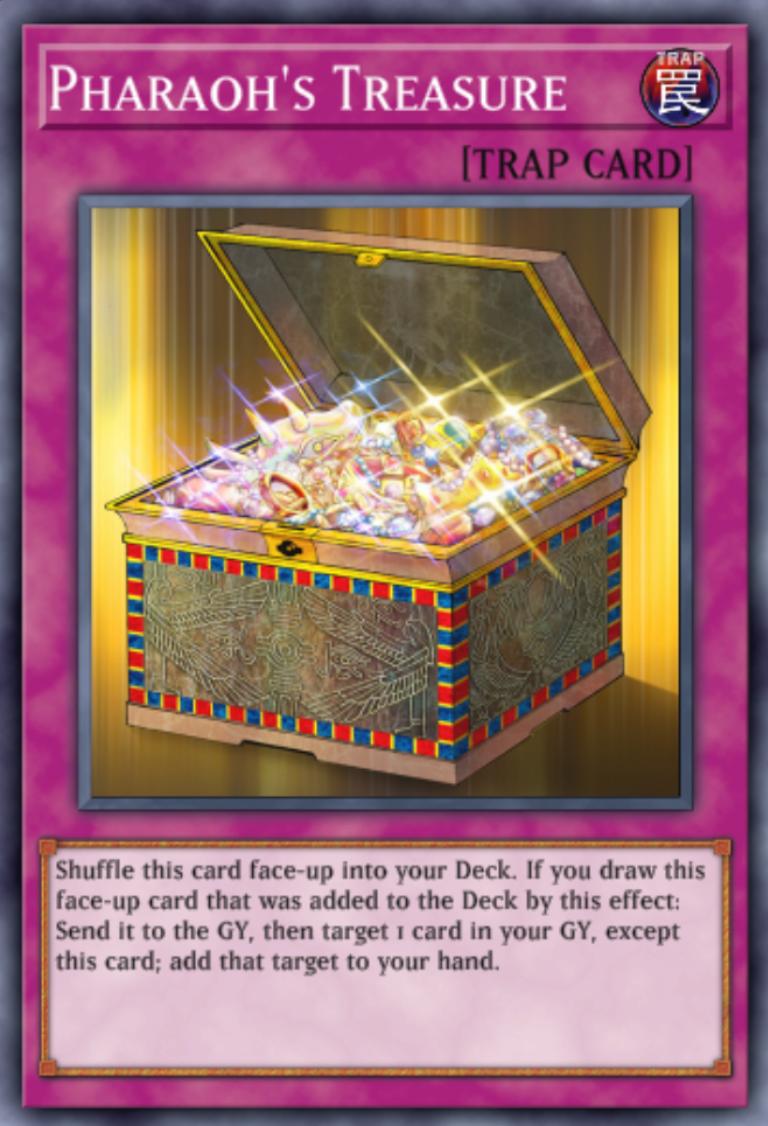 Pharaoh's Treasure
TRAP
罠
[TRAP CARD]
Shuffle this card face-up into your Deck. If you draw this
face-up card that was added to the Deck by this effect:
Send it to the GY, then target 1 card in your GY, except
this card; add that target to your hand.